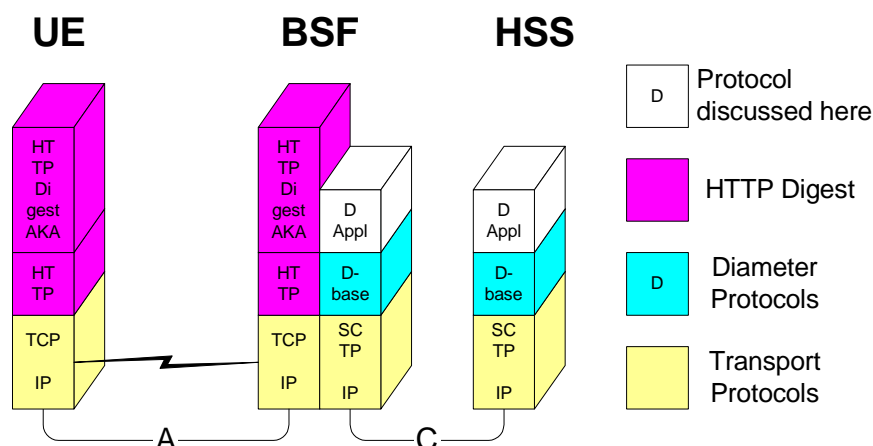 UE
BSF
HSS
HT
TP
Di
gest
AKA
HT
TP
TCP
IP
HT
TP
Di
gest
AKA
HT
TP
TCP
IP
D
Appl
D-
base
SC
TP
IP
D
Appl
D-
base
SC
TP
IP
A
C
D
Protocol
discussed here
HTTP Digest
D
Diameter
Protocols
Transport
Protocols